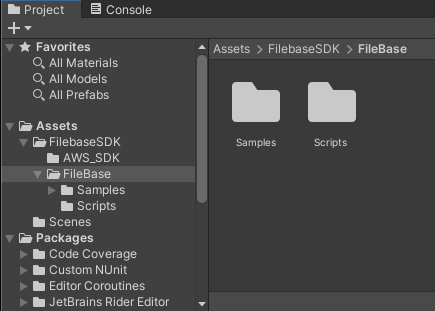 Project
Console
Favorites
All Materials
All Models
All Prefabs
Assets
FilebaseSDK
AWS_SDK
FileBase
Samples
Scripts
Scenes
Packages
Code Coverage
Custom NUnit
Editor Coroutines
JetBrains Rider Editor
Assets > FilebaseSDK > FileBase
Samples
Scripts